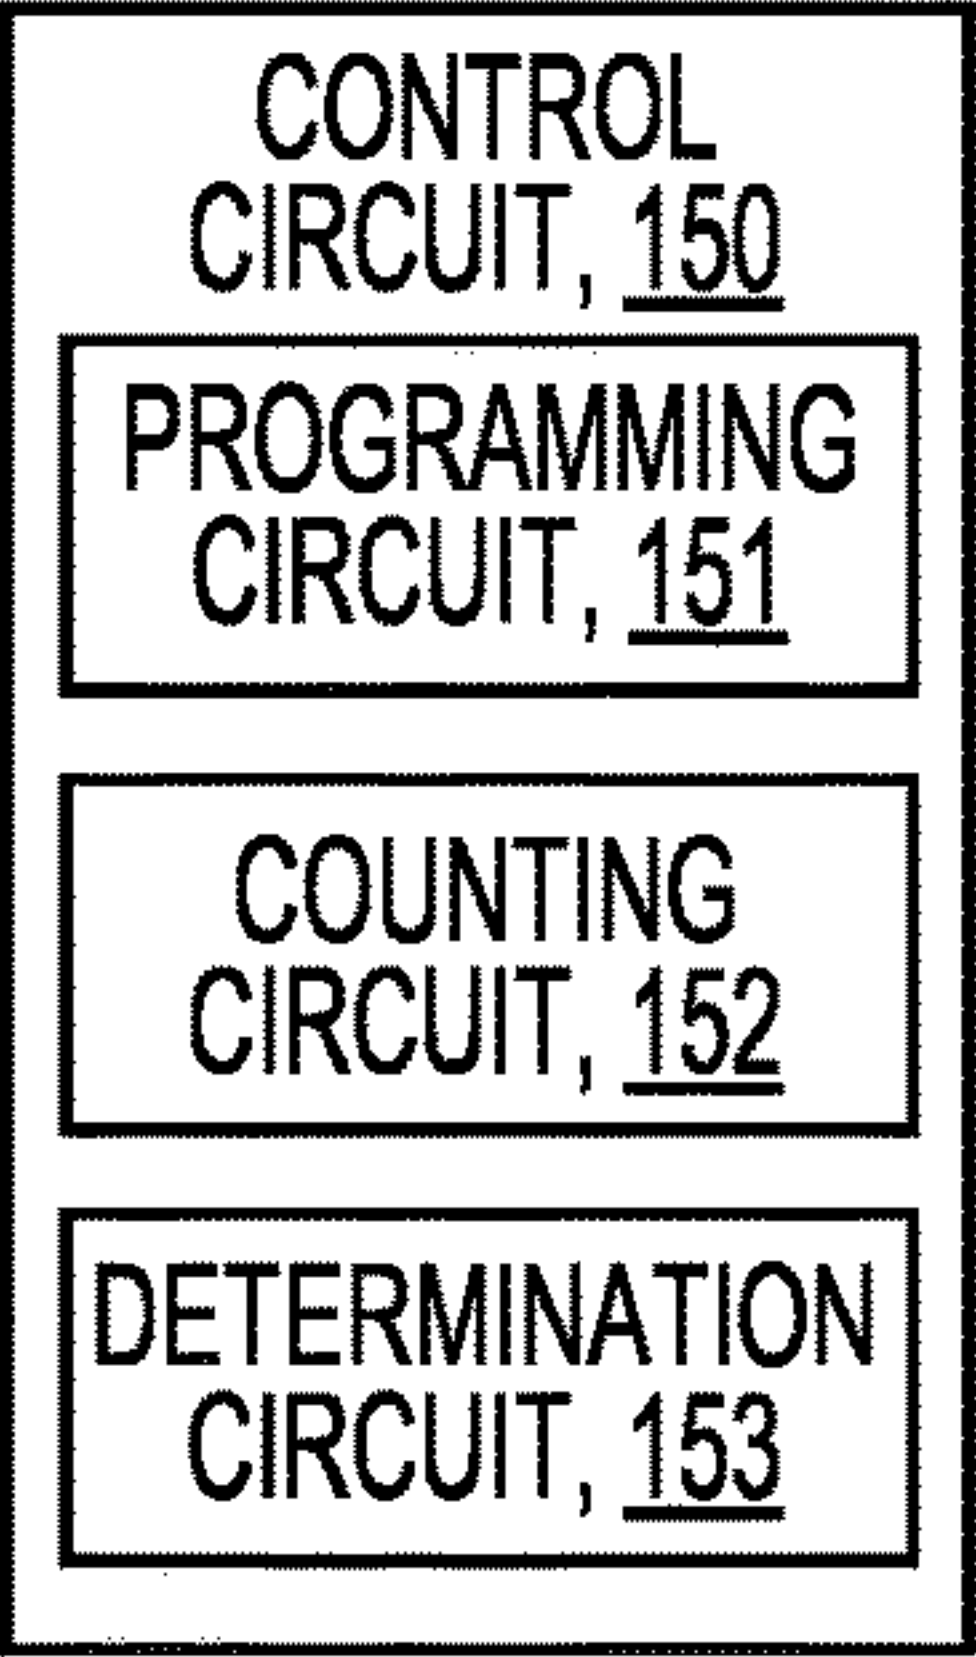 CONTROL
CIRCUIT, 150
PROGRAMMING
CIRCUIT, 151
COUNTING
CIRCUIT, 152
DETERMINATION
CIRCUIT, 153